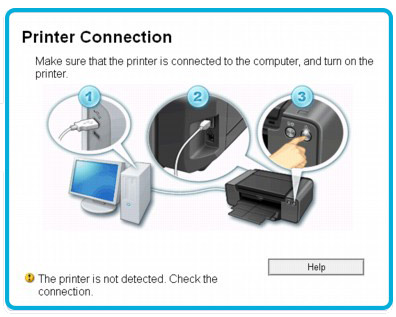 Printer Connection
Make sure that the printer is connected to the computer, and turn on the
printer.
1
2
3
Help
The printer is not detected. Check the
connection.